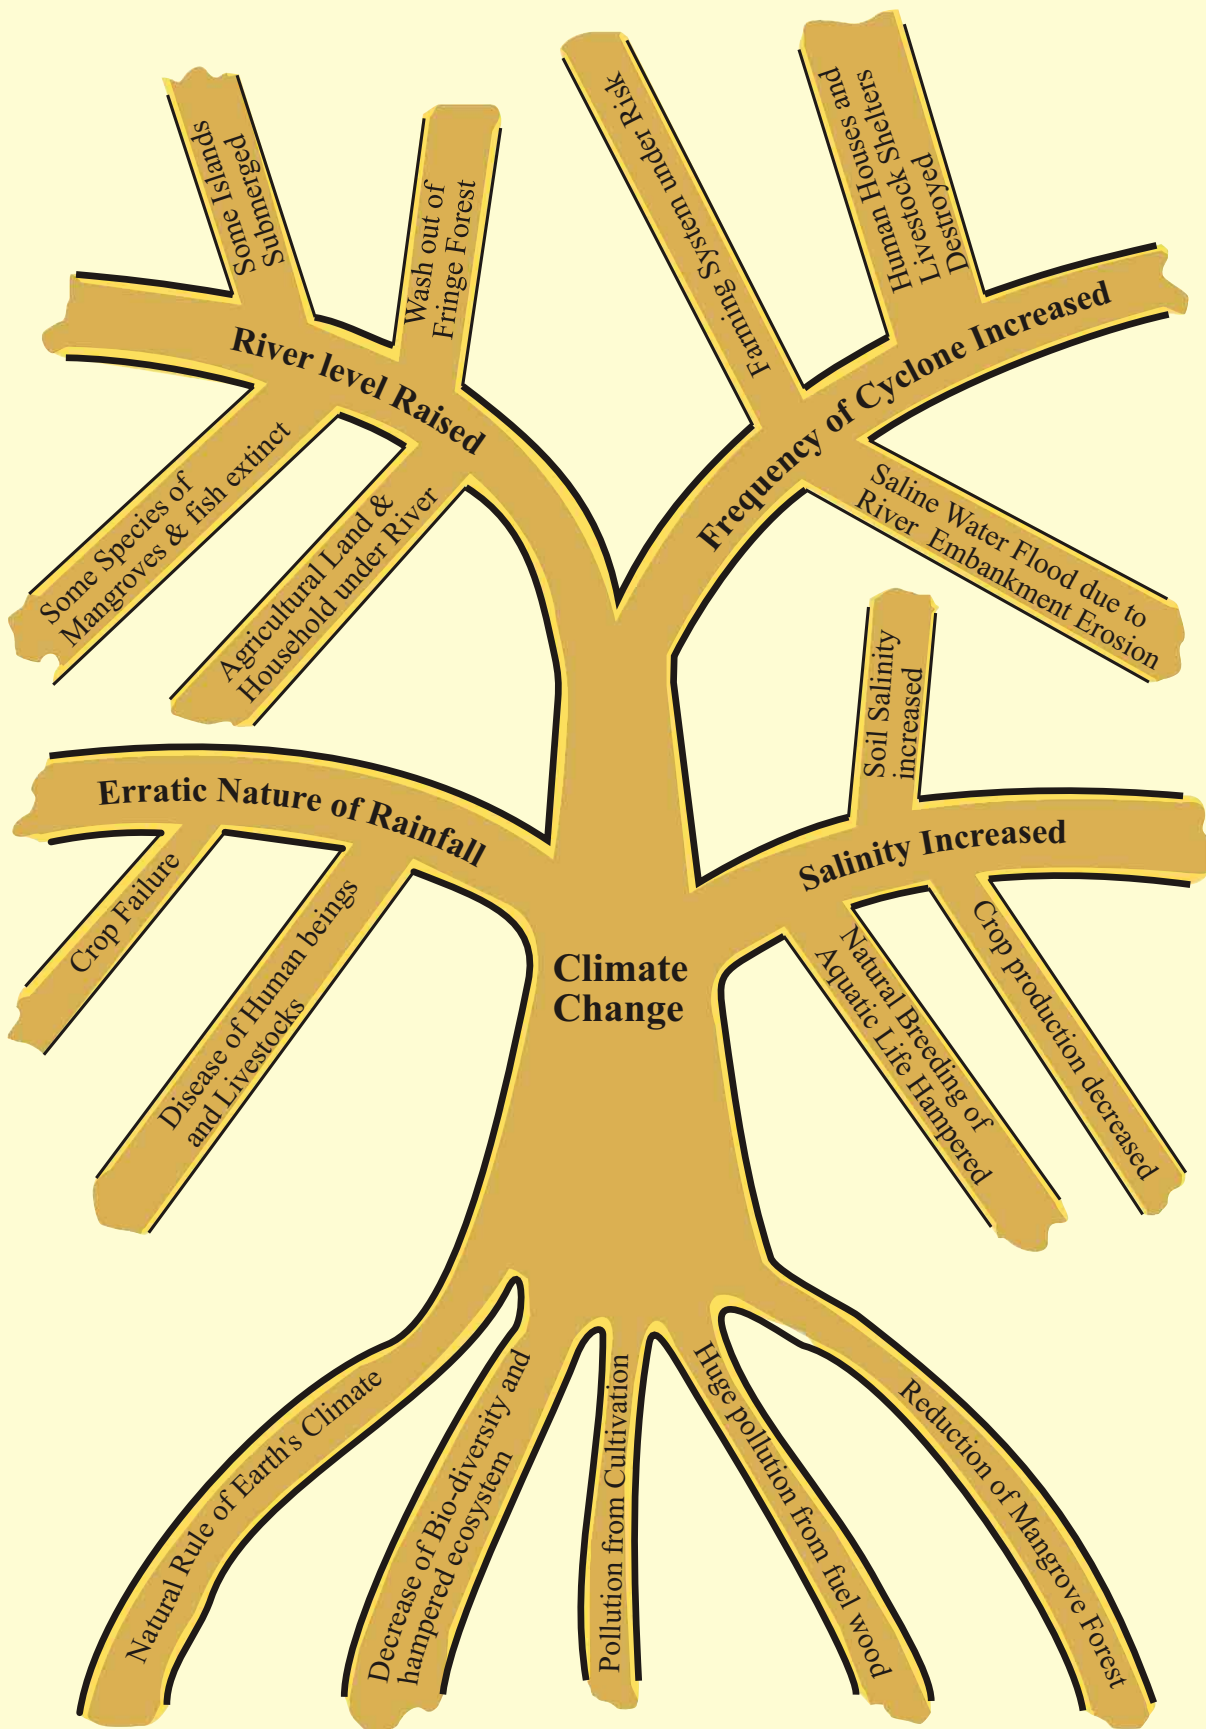 Some Islands
Submerged
Wash out of
Fringe Forest
River level Raised
Some Species of
Mangroves & fish extinct
Agricultural Land &
Household under River
Farming System under Risk
Human Houses and
Livestock Shelters
Destroyed
Frequency of Cyclone Increased
Saline Water Flood due to
River Embankment Erosion
Erratic Nature of Rainfall
Crop Failure
Disease of Human beings
and Livestocks
Soil Salinity
increased
Salinity Increased
Natural Breeding of
Aquatic Life Hampered
Crop production decreased
Climate
Change
Natural Rule of Earth's Climate
Decrease of Bio-diversity and
hampered ecosystem
Pollution from Cultivation
Huge pollution from fuel wood
Reduction of Mangrove Forest